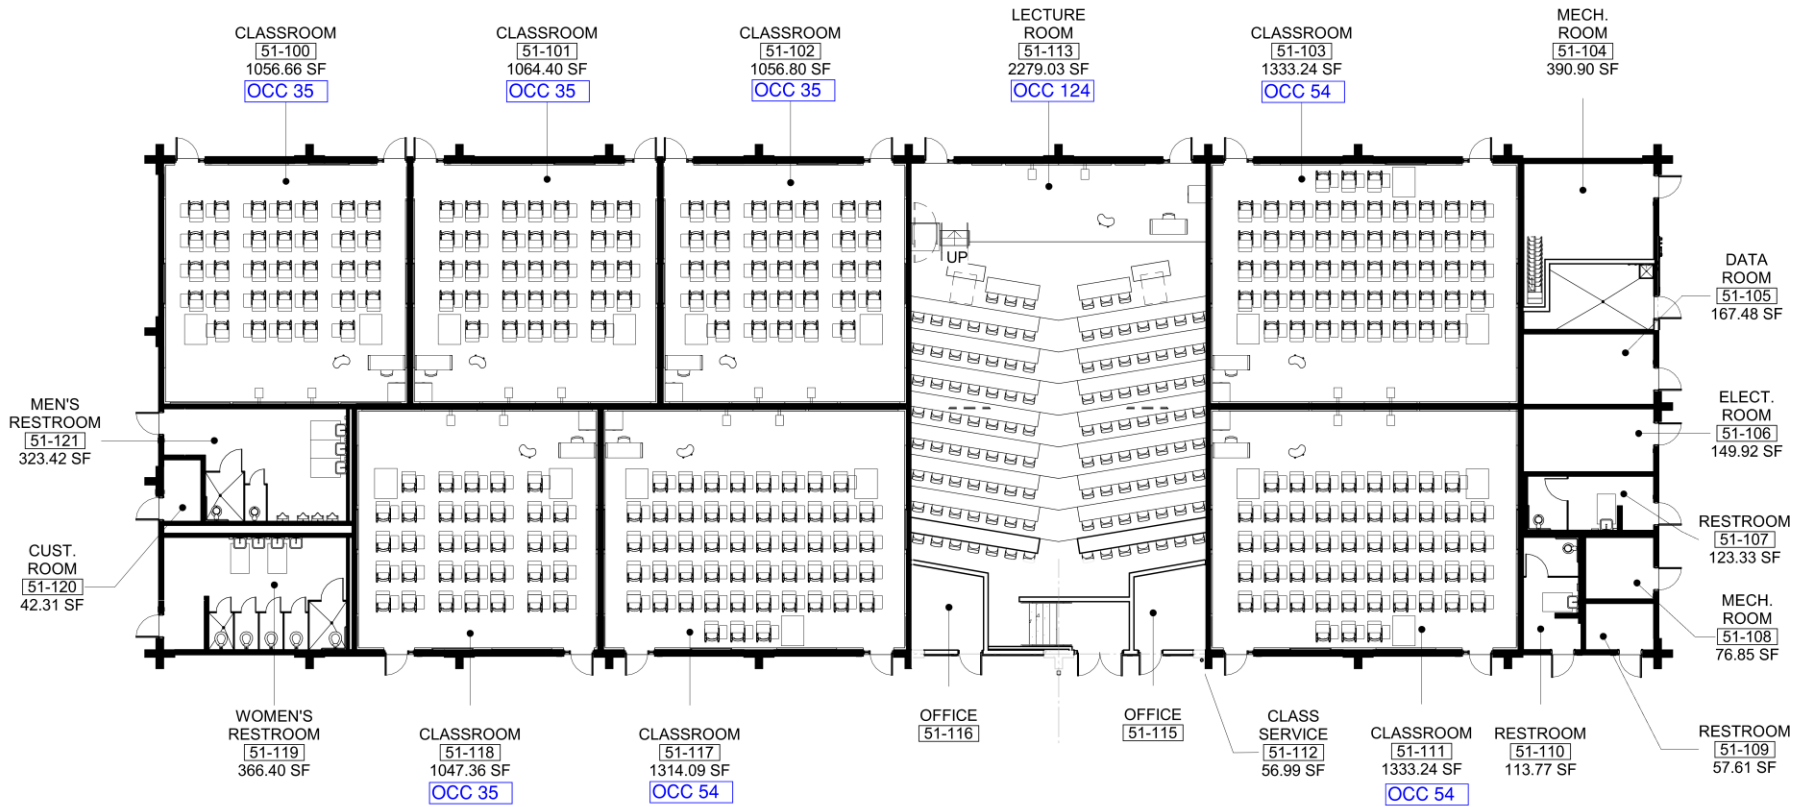 CLASSROOM
51-100
1056.66 SF
OCC 35
CLASSROOM
51-101
1064.40 SF
OCC 35
CLASSROOM
51-102
1056.80 SF
OCC 35
LECTURE
ROOM
51-113
2279.03 SF
OCC 124
CLASSROOM
51-103
1333.24 SF
OCC 54
MECH.
ROOM
51-104
390.90 SF
UP
DATA
ROOM
51-105
167.48 SF
MEN'S
RESTROOM
51-121
323.42 SF
ELECT.
ROOM
51-106
149.92 SF
CUST.
ROOM
51-120
42.31 SF
RESTROOM
51-107
123.33 SF
MECH.
ROOM
51-108
76.85 SF
WOMEN'S
RESTROOM
51-119
366.40 SF
CLASSROOM
51-118
1047.36 SF
OCC 35
CLASSROOM
51-117
1314.09 SF
OCC 54
OFFICE
51-116
OFFICE
51-115
CLASS
SERVICE
51-112
56.99 SF
CLASSROOM
51-111
1333.24 SF
OCC 54
RESTROOM
51-110
113.77 SF
RESTROOM
51-109
57.61 SF